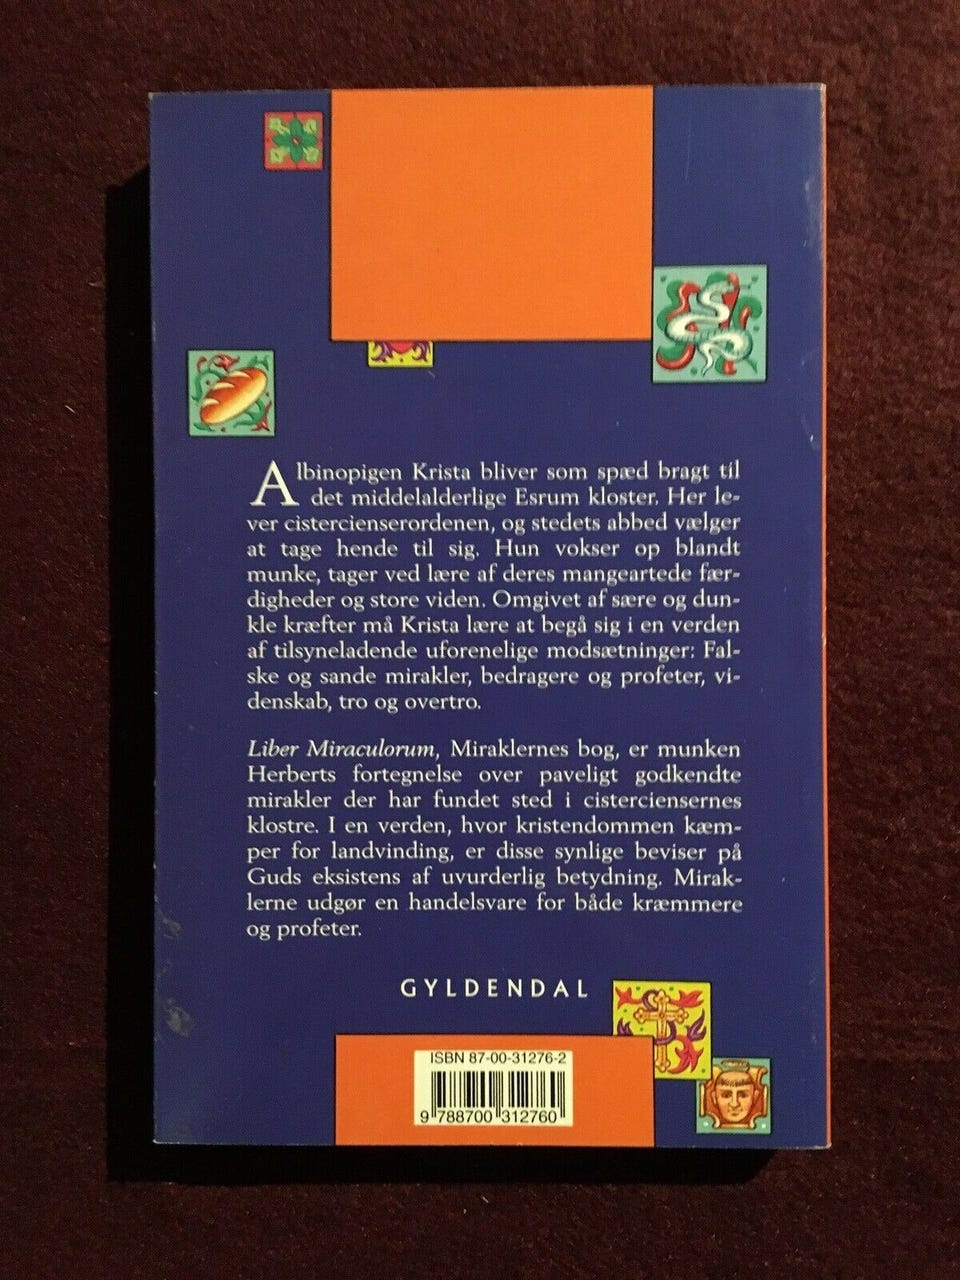 Albinopigen Krista bliver som spæd bragt til
det middelalderlige Esrum kloster. Her le-
ver cistercienserordenen, og stedets abbed vælger
at tage hende til sig. Hun vokser op blandt
munke, tager ved lære af deres mangeartede fær-
digheder og store viden. Omgivet af sære og dun-
kle kræfter må Krista lære at begå sig i en verden
af tilsyneladende uforenelige modsætninger: Fal-
ske og sande mirakler, bedragere og profeter, vi-
denskab, tro og overtro.
Liber Miraculorum, Miraklernes bog, er munken
Herberts fortegnelse over paveligt godkendte
mirakler der har fundet sted i cisterciensernes
klostre. I en verden, hvor kristendommen kæm-
per for landvinding, er disse synlige beviser på
Guds eksistens af uvurderlig betydning. Mirak-
lerne udgør en handelsvare for både kræmmere
og profeter.
GYLDENDAL
ISBN 87-00-31276-2
9 788700 312760